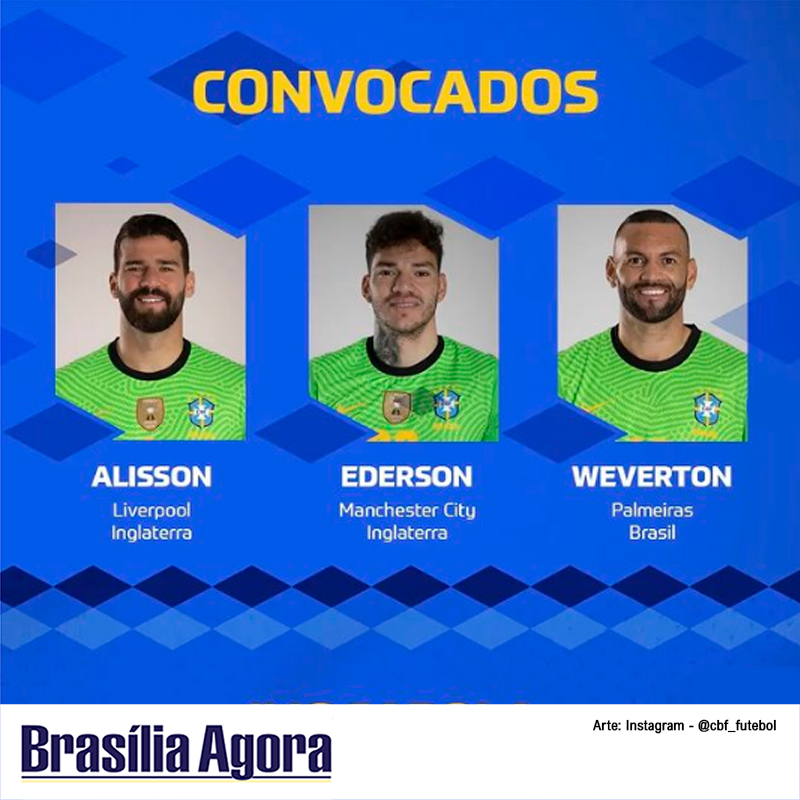 CONVOCADOS
ALISSON
Liverpool
Inglaterra
EDERSON
Manchester City
Inglaterra
WEVERTON
Palmeiras
Brasil
Brasília Agora
Arte: Instagram - @cbf_futebol